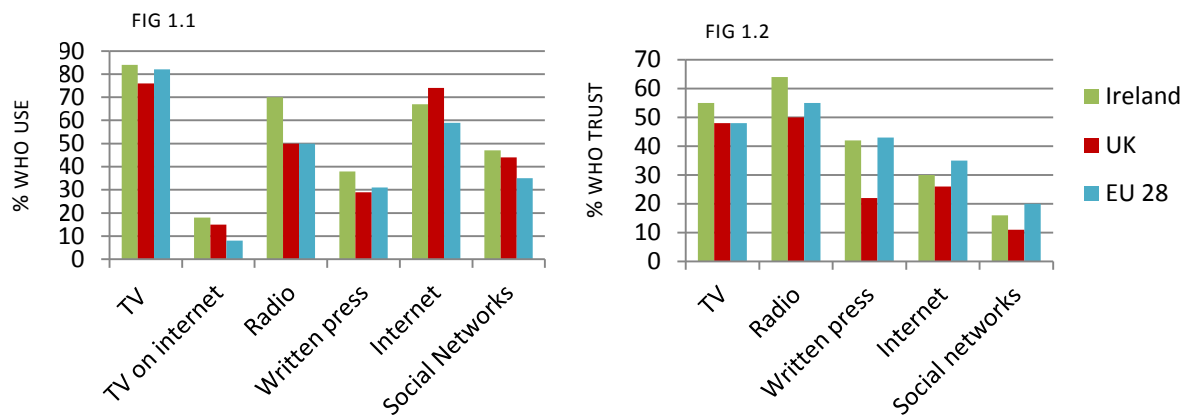 FIG 1.1
% WHO USE
90
80
70
60
50
40
30
20
10
0
TV
TV on internet
Radio
Written press
Internet
Social Networks
FIG 1.2
% WHO TRUST
70
60
50
40
30
20
10
0
TV
Radio
Written press
Internet
Social networks
Ireland
UK
EU 28